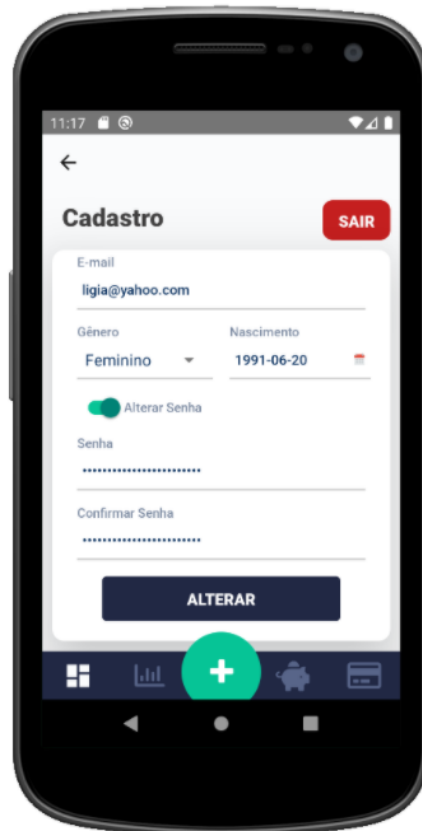 11:17
Cadastro
SAIR
E-mail
ligia@yahoo.com
Gênero Nascimento
Feminino 1991-06-20
Alterar Senha
Senha
••••••••••••••••••••••••
Confirmar Senha
••••••••••••••••••••••••
ALTERAR